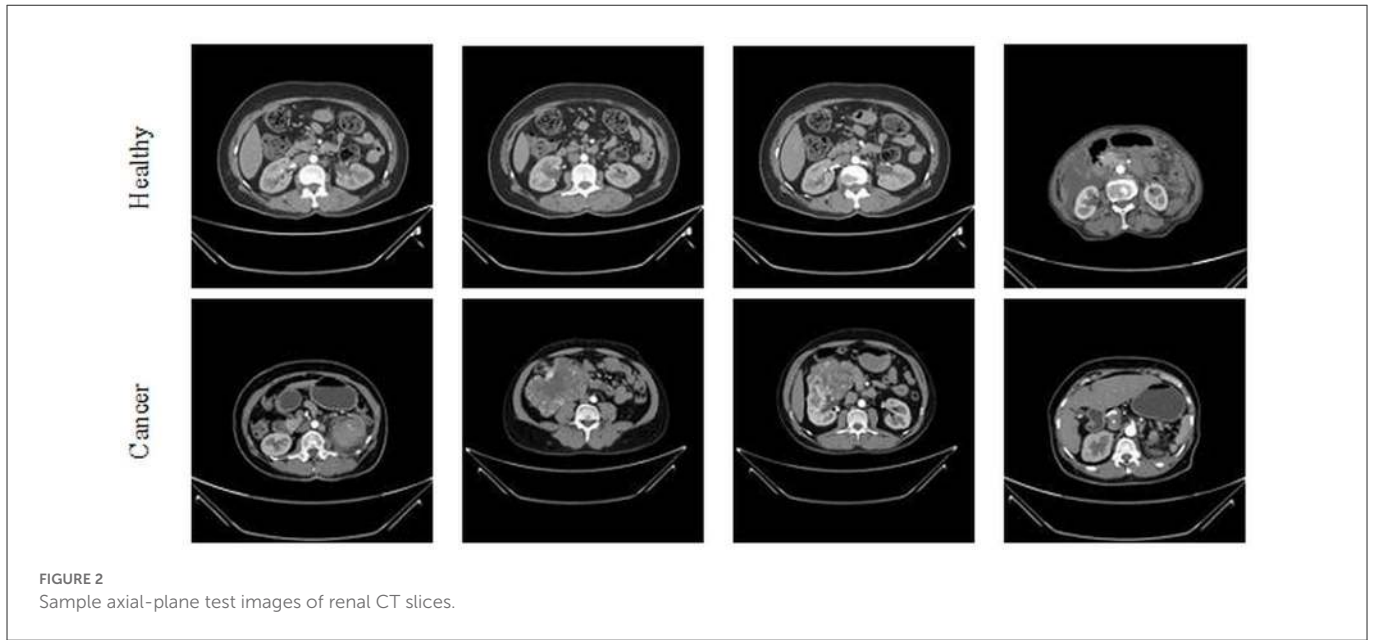 Healthy
Cancer
FIGURE 2
Sample axial-plane test images of renal CT slices.